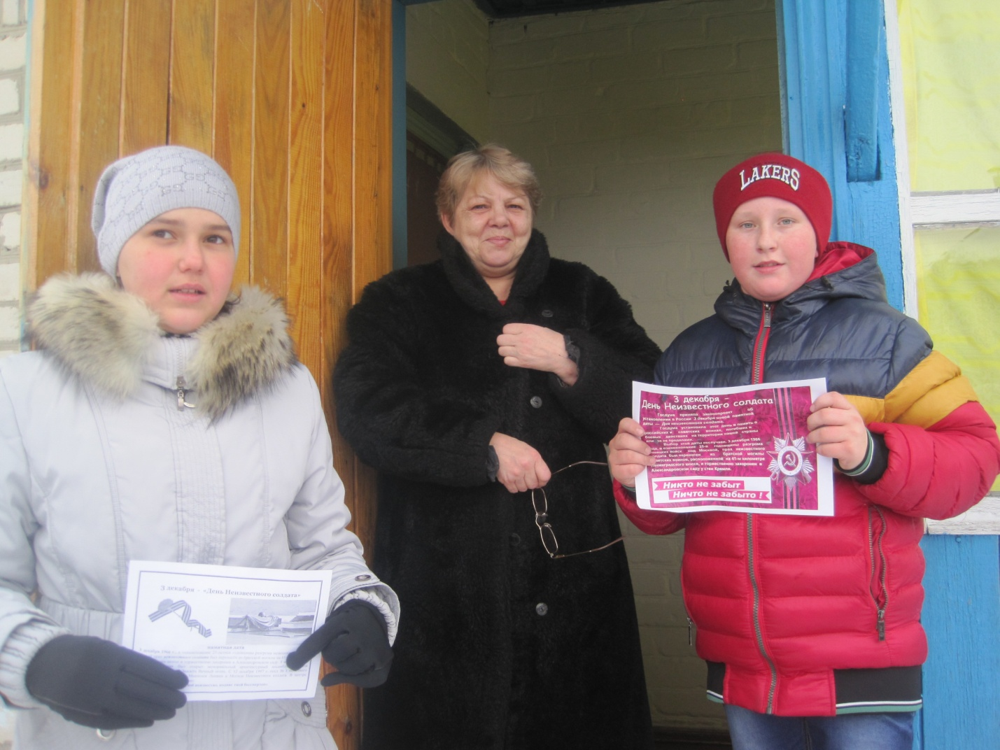 LAKERS
3 декабря –
День Неизвестного солдата
Госдума приняла законопроект об
установлении в России 3 декабря новой памятной
даты — Дня неизвестного солдата.
Госдума установила этот день в память о
российских и советских воинах, погибших в
боевых действиях на территории нашей страны
или за ее пределами.
Выбор этой даты неслучаен. 3 декабря 1966
года, в ознаменование 25-й годовщины разгрома
немецких войск под Москвой, прах неизвестного
солдата был перенесен из братской могилы
советских воинов, расположенной на 41-м километре
Ленинградского шоссе, и торжественно захоронен в
Александровском саду у стен Кремля.
Никто не забыт
Ничто не забыто !
3 декабря - «День Неизвестного солдата»
памятная дата
3 декабря 1966